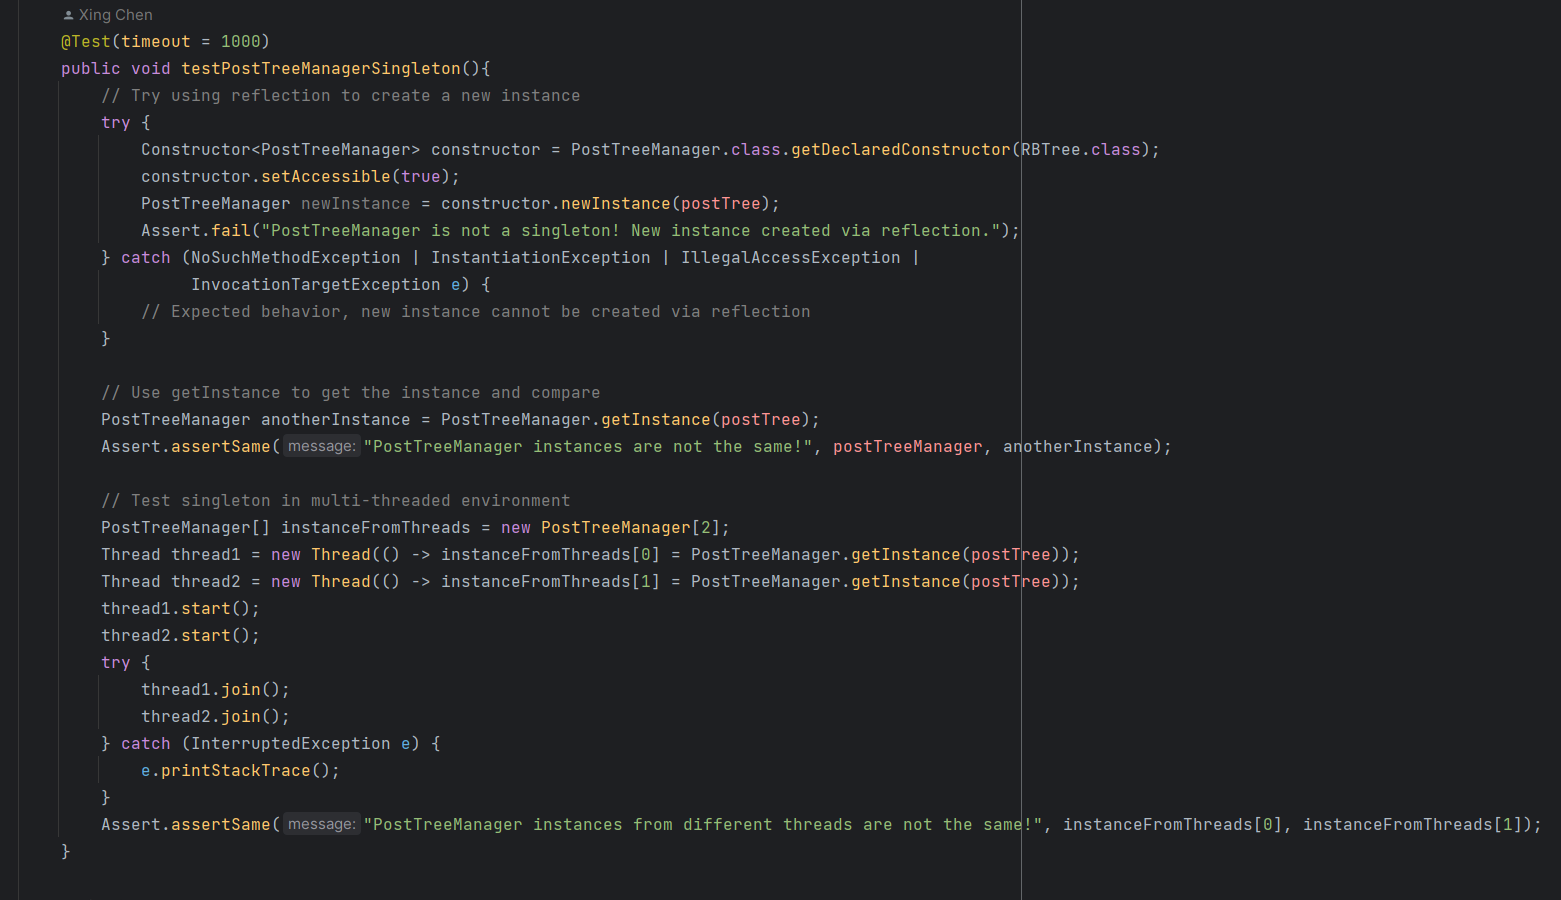 Xing Chen
@Test(timeout = 1000)
public void testPostTreeManagerSingleton(){
// Try using reflection to create a new instance
try {
Constructor<PostTreeManager> constructor = PostTreeManager.class.getDeclaredConstructor(RBTree.class);
constructor.setAccessible(true);
PostTreeManager newInstance = constructor.newInstance(postTree);
Assert.fail("PostTreeManager is not a singleton! New instance created via reflection.");
} catch (NoSuchMethodException | InstantiationException | IllegalAccessException |
InvocationTargetException e) {
// Expected behavior, new instance cannot be created via reflection
}
// Use getInstance to get the instance and compare
PostTreeManager anotherInstance = PostTreeManager.getInstance(postTree);
Assert.assertSame( message: "PostTreeManager instances are not the same!", postTreeManager, anotherInstance);
// Test singleton in multi-threaded environment
PostTreeManager[] instanceFromThreads = new PostTreeManager[2];
Thread thread1 = new Thread(() -> instanceFromThreads[0] = PostTreeManager.getInstance(postTree));
Thread thread2 = new Thread(() -> instanceFromThreads[1] = PostTreeManager.getInstance(postTree));
thread1.start();
thread2.start();
try {
thread1.join();
thread2.join();
} catch (InterruptedException e) {
e.printStackTrace();
}
Assert.assertSame( message: "PostTreeManager instances from different threads are not the same!", instanceFromThreads[0], instanceFromThreads[1]);
}